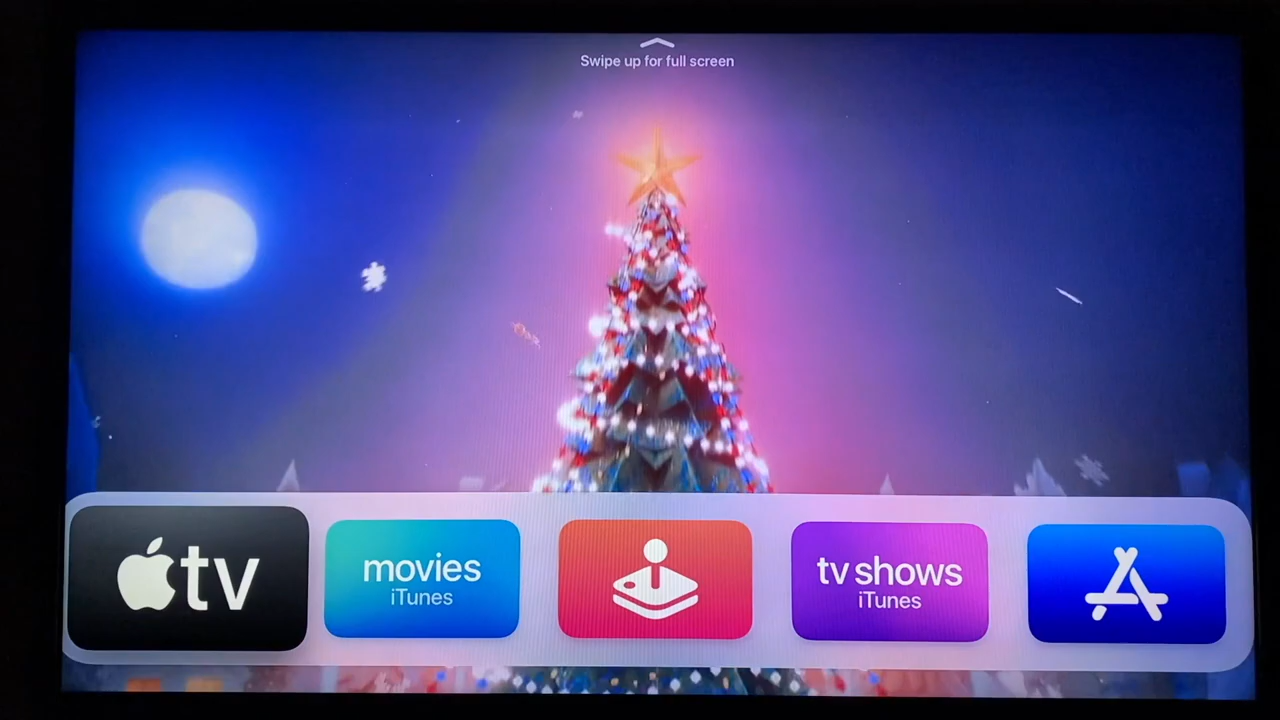 Swipe up for full screen
tv
movies
iTunes
tv shows
iTunes